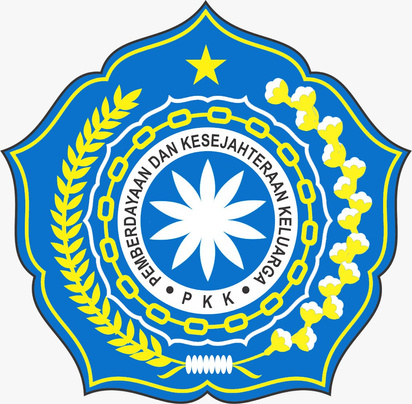 PEMBERDAYAAN DAN KESEJAHTERAAN KELUARGA
• P K K •